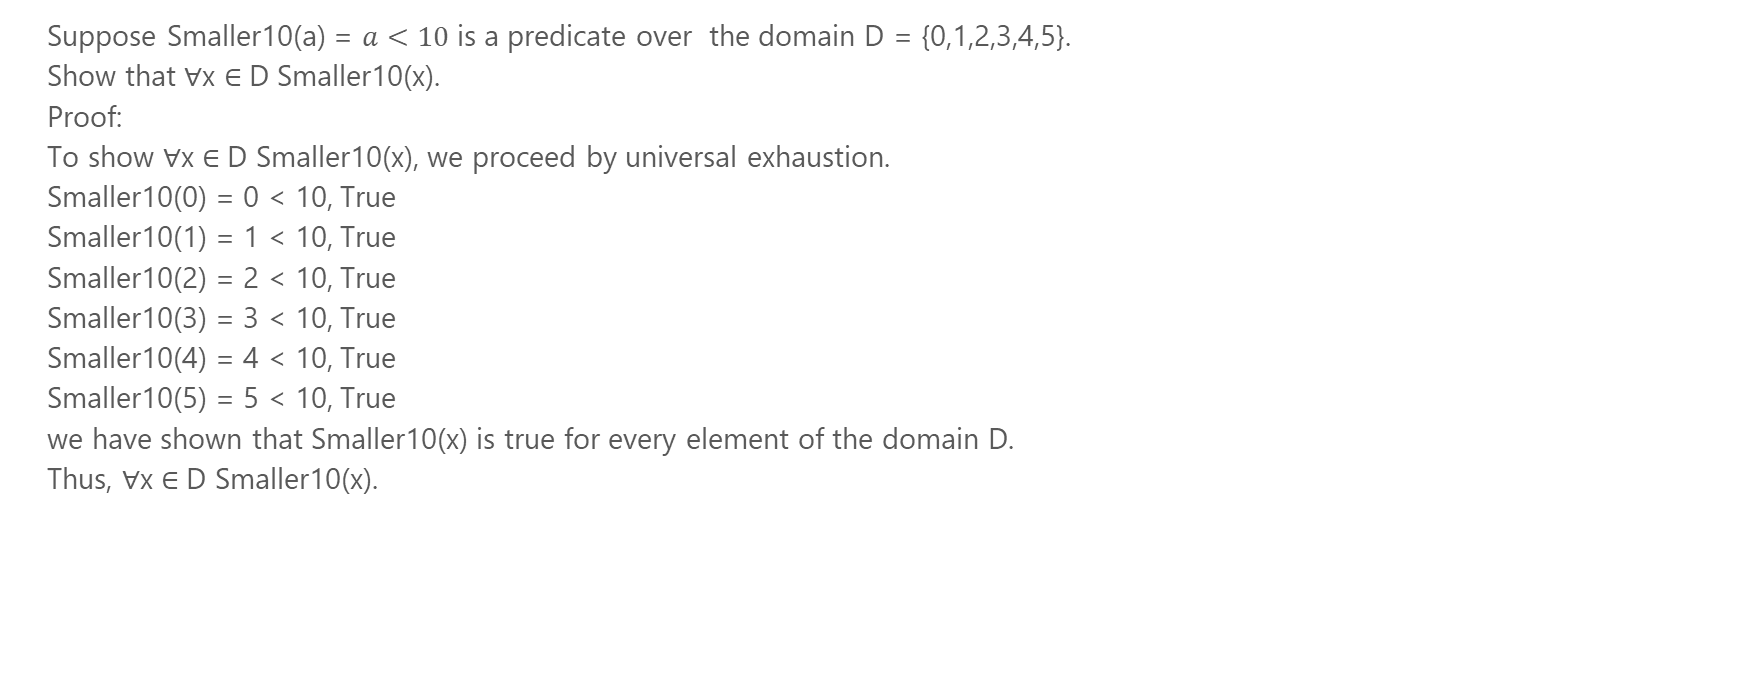 Suppose Smaller10(a) = a < 10 is a predicate over the domain D = {0,1,2,3,4,5}.
Show that ∀x ∈ D Smaller10(x).
Proof:
To show ∀x ∈ D Smaller10(x), we proceed by universal exhaustion.
Smaller10(0) = 0 < 10, True
Smaller10(1) = 1 < 10, True
Smaller10(2) = 2 < 10, True
Smaller10(3) = 3 < 10, True
Smaller10(4) = 4 < 10, True
Smaller10(5) = 5 < 10, True
we have shown that Smaller10(x) is true for every element of the domain D.
Thus, ∀x ∈ D Smaller10(x).